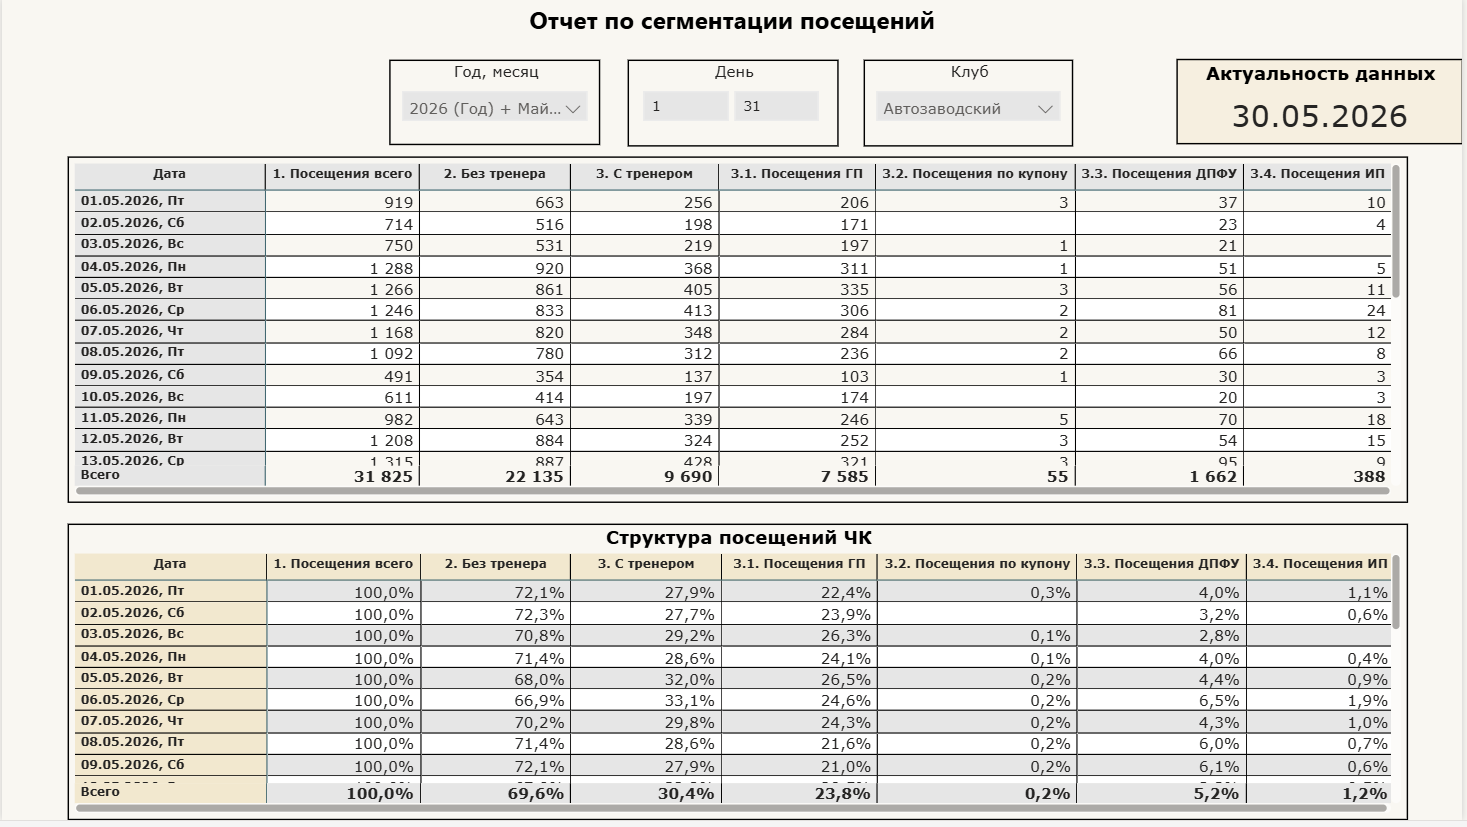 Отчет по сегментации посещений
Год, месяц
День
Клуб
Актуальность данных
2026 (Год) + Май...
1
31
Автозаводский
30.05.2026
Дата 1. Посещения всего 2. Без тренера 3. С тренером 3.1. Посещения ГП 3.2. Посещения по купону 3.3. Посещения ДПФУ 3.4. Посещения ИП
01.05.2026, Пт 919 663 256 206 3 37 10
02.05.2026, Сб 714 516 198 171 23 4
03.05.2026, Вс 750 531 219 197 1 21
04.05.2026, Пн 1 288 920 368 311 1 51 5
05.05.2026, Вт 1 266 861 405 335 3 56 11
06.05.2026, Ср 1 246 833 413 306 2 81 24
07.05.2026, Чт 1 168 820 348 284 2 50 12
08.05.2026, Пт 1 092 780 312 236 2 66 8
09.05.2026, Сб 491 354 137 103 1 30 3
10.05.2026, Вс 611 414 197 174 20 3
11.05.2026, Пн 982 643 339 246 5 70 18
12.05.2026, Вт 1 208 884 324 252 3 54 15
13.05.2026, Ср 1 315 887 428 321 3 95 9
Всего 31 825 22 135 9 690 7 585 55 1 662 388
Структура посещений ЧК
Дата 1. Посещения всего 2. Без тренера 3. С тренером 3.1. Посещения ГП 3.2. Посещения по купону 3.3. Посещения ДПФУ 3.4. Посещения ИП
01.05.2026, Пт 100,0% 72,1% 27,9% 22,4% 0,3% 4,0% 1,1%
02.05.2026, Сб 100,0% 72,3% 27,7% 23,9% 3,2% 0,6%
03.05.2026, Вс 100,0% 70,8% 29,2% 26,3% 0,1% 2,8%
04.05.2026, Пн 100,0% 71,4% 28,6% 24,1% 0,1% 4,0% 0,4%
05.05.2026, Вт 100,0% 68,0% 32,0% 26,5% 0,2% 4,4% 0,9%
06.05.2026, Ср 100,0% 66,9% 33,1% 24,6% 0,2% 6,5% 1,9%
07.05.2026, Чт 100,0% 70,2% 29,8% 24,3% 0,2% 4,3% 1,0%
08.05.2026, Пт 100,0% 71,4% 28,6% 21,6% 0,2% 6,0% 0,7%
09.05.2026, Сб 100,0% 72,1% 27,9% 21,0% 0,2% 6,1% 0,6%
Всего 100,0% 69,6% 30,4% 23,8% 0,2% 5,2% 1,2%